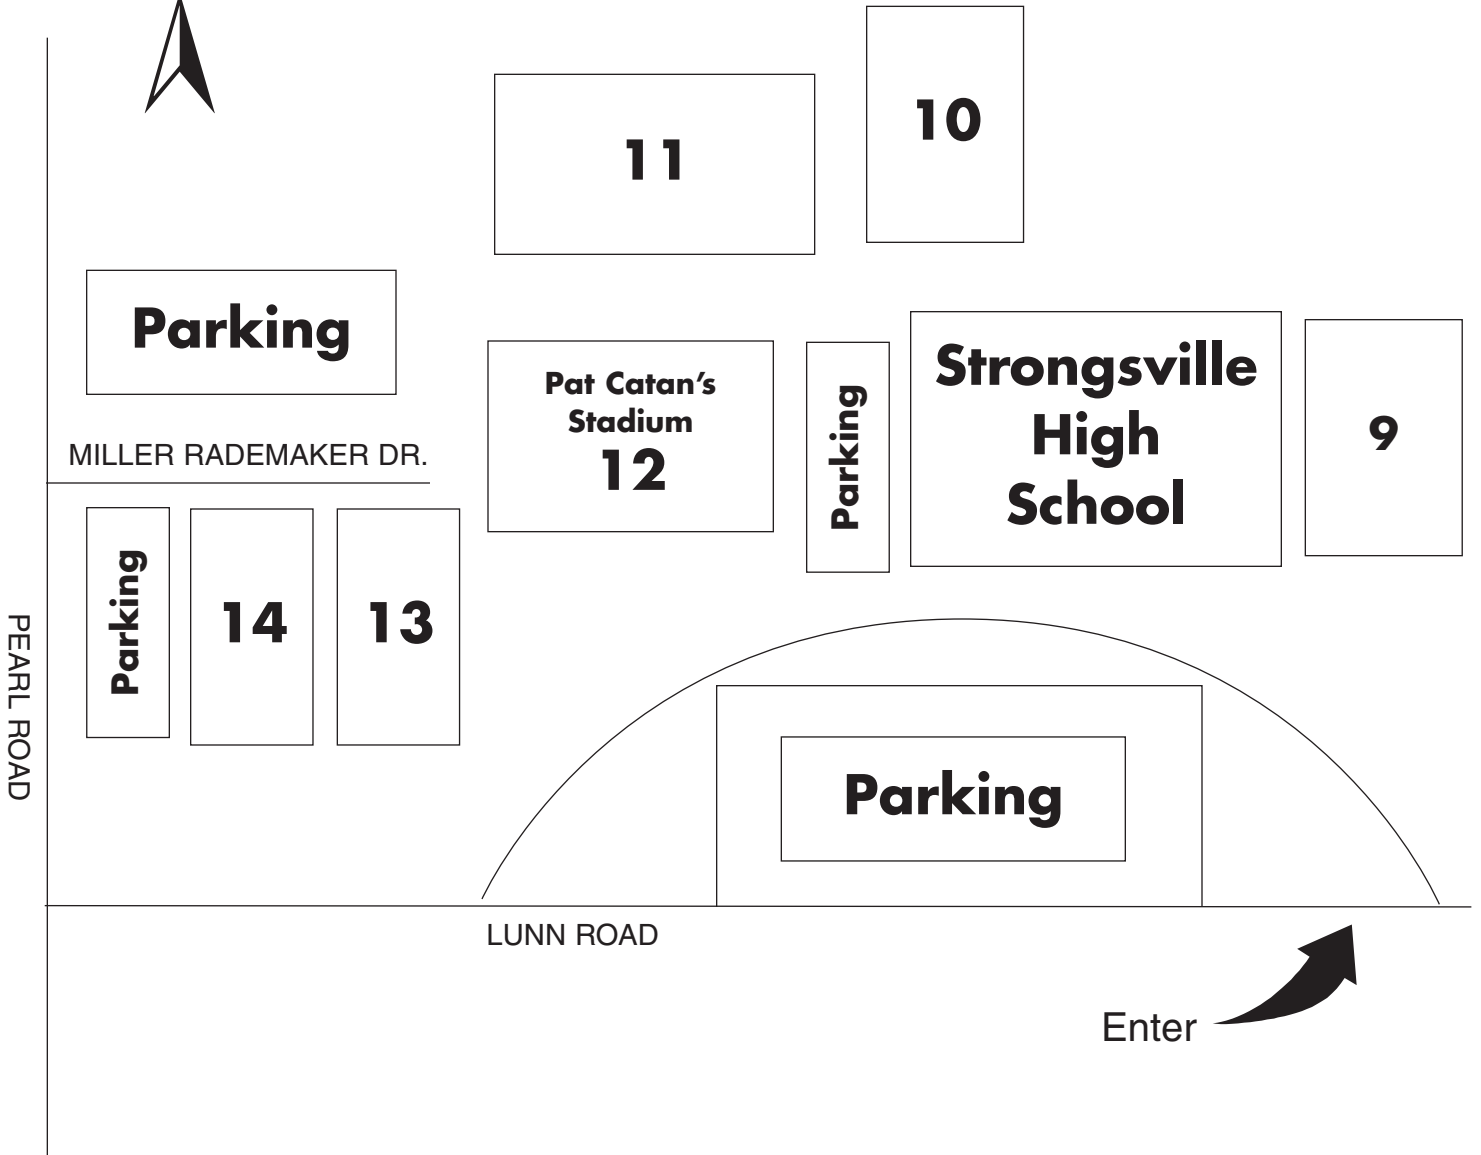 10
11
Parking
Pat Catan's
Stadium
12
Parking
Strongsville
High
School
9
MILLER RADEMAKER DR.
Parking
14
13
PEARL ROAD
Parking
LUNN ROAD
Enter